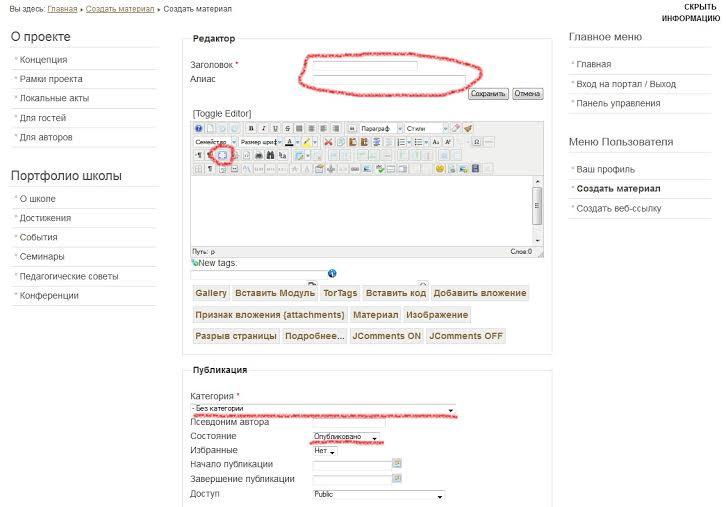 Вы здесь: Главная ▸ Создать материал ▸ Создать материал
СКРЫТЬ
ИНФОРМАЦИЮ
О проекте
Концепция
Рамки проекта
Локальные акты
Для гостей
Для авторов
Портфолио школы
О школе
Достижения
События
Семинары
Педагогические советы
Конференции
Редактор
Заголовок *
Алиас
Сохранить Отмена
[Toggle Editor]
Параграф Стили
Семейство Размер шриф
Путь: p Слов:0
New tags:
Gallery Вставить Модуль TorTags Вставить код Добавить вложение
Признак вложения {attachments} Материал Изображение
Разрыв страницы Подробнее... JComments ON JComments OFF
Публикация
Категория *
- Без категории
Псевдоним автора
Состояние Опубликовано
Избранные Нет
Начало публикации
Завершение публикации
Доступ Public
Главное меню
Главная
Вход на портал / Выход
Панель управления
Меню Пользователя
Ваш профиль
Создать материал
Создать веб-ссылку